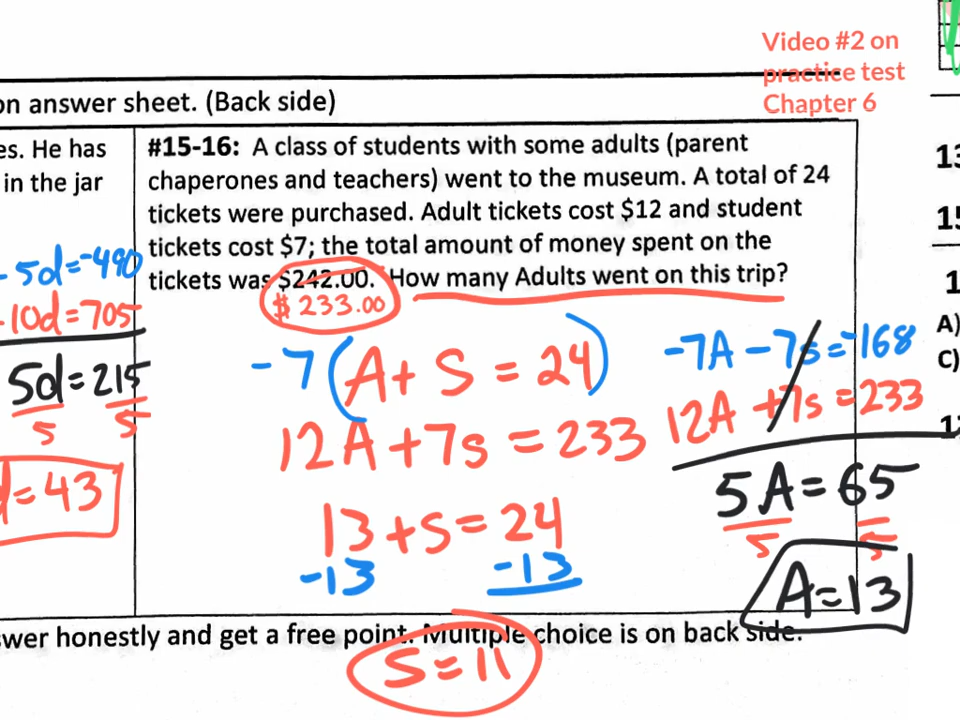 Video #2 on
practice test
Chapter 6
on answer sheet. (Back side)
es. He has
in the jar
- 5d = -490
10d = 705
5d = 215
5 5
d = 43
#15-16: A class of students with some adults (parent
chaperones and teachers) went to the museum. A total of 24
tickets were purchased. Adult tickets cost $12 and student
tickets cost $7; the total amount of money spent on the
tickets was $242.00. How many Adults went on this trip?
$ 233.00
-7(A + S = 24)
12A + 7s = 233
13 + s = 24
-13 -13
S = 11
-7A - 7s = -168
12A + 7s = 233
5A = 65
5 5
A = 13
swer honestly and get a free point. Multiple choice is on back side.
13
15
1
A)
C)